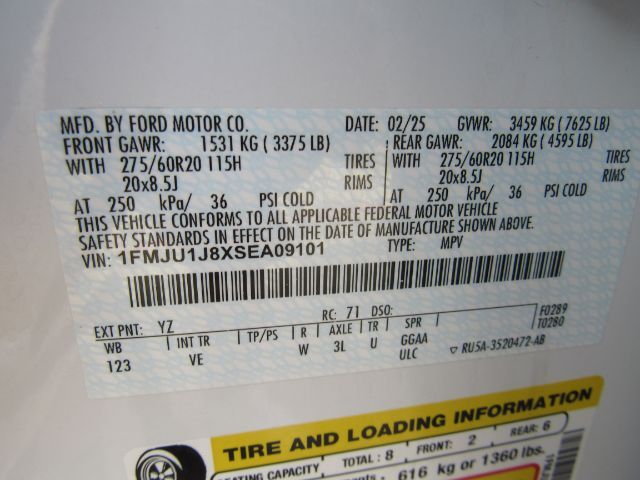 MFD. BY FORD MOTOR CO. DATE: 02/25 GVWR: 3459 KG ( 7625 LB)
FRONT GAWR: 1531 KG ( 3375 LB) REAR GAWR: 2084 KG ( 4595 LB)
WITH 275/60R20 115H TIRES WITH 275/60R20 115H TIRES
20x8.5J RIMS 20x8.5J RIMS
AT 250 kPa/ 36 PSI COLD AT 250 kPa/ 36 PSI COLD
THIS VEHICLE CONFORMS TO ALL APPLICABLE FEDERAL MOTOR VEHICLE
SAFETY STANDARDS IN EFFECT ON THE DATE OF MANUFACTURE SHOWN ABOVE.
VIN: 1FMJU1J8XSEA09101 TYPE: MPV
EXT PNT: YZ RC: 71 DSO: F0289
T0280
WB INT TR TP/PS R AXLE TR SPR
123 VE W 3L U GGAA
ULC ▽ RU5A-3520472-AB
TIRE AND LOADING INFORMATION
SEATING CAPACITY TOTAL : 8 FRONT: 2 REAR: 6
616 kg or 1360 lbs.